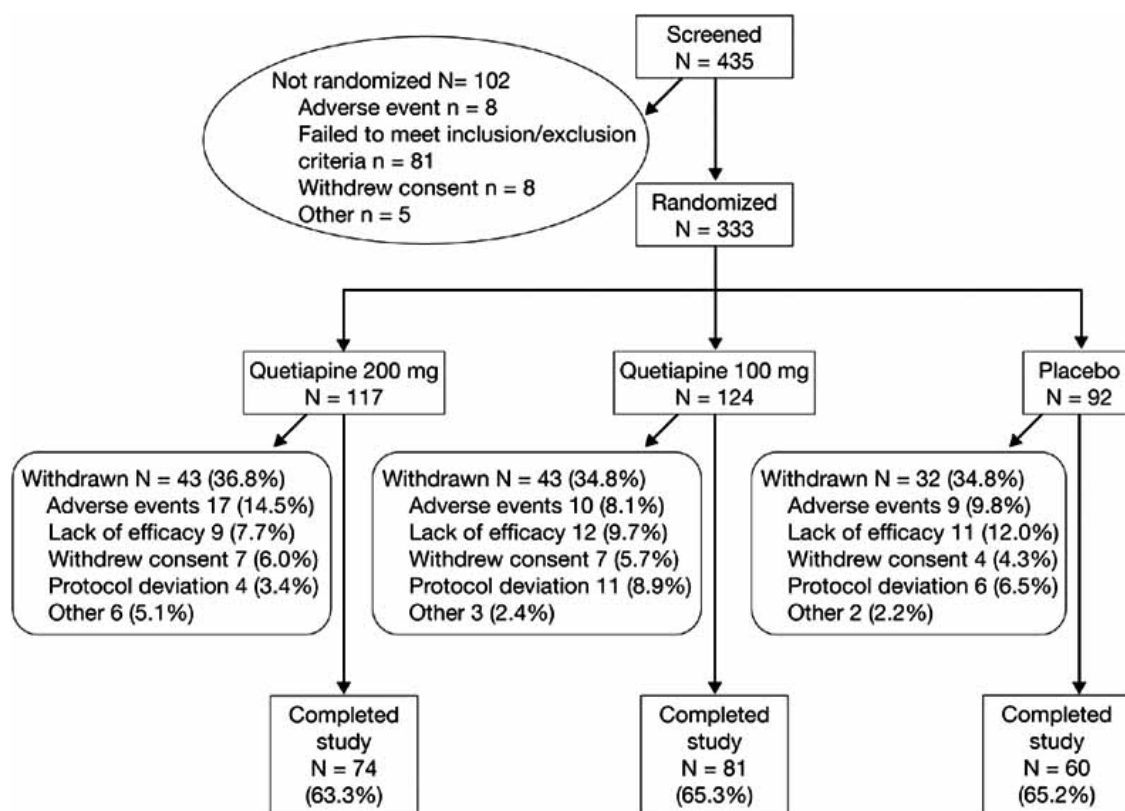 Screened
N = 435
Not randomized N= 102
Adverse event n = 8
Failed to meet inclusion/exclusion
criteria n = 81
Withdrew consent n = 8
Other n = 5
Randomized
N = 333
Quetiapine 200 mg
N = 117
Quetiapine 100 mg
N = 124
Placebo
N = 92
Withdrawn N = 43 (36.8%)
Adverse events 17 (14.5%)
Lack of efficacy 9 (7.7%)
Withdrew consent 7 (6.0%)
Protocol deviation 4 (3.4%)
Other 6 (5.1%)
Withdrawn N = 43 (34.8%)
Adverse events 10 (8.1%)
Lack of efficacy 12 (9.7%)
Withdrew consent 7 (5.7%)
Protocol deviation 11 (8.9%)
Other 3 (2.4%)
Withdrawn N = 32 (34.8%)
Adverse events 9 (9.8%)
Lack of efficacy 11 (12.0%)
Withdrew consent 4 (4.3%)
Protocol deviation 6 (6.5%)
Other 2 (2.2%)
Completed
study
N = 74
(63.3%)
Completed
study
N = 81
(65.3%)
Completed
study
N = 60
(65.2%)